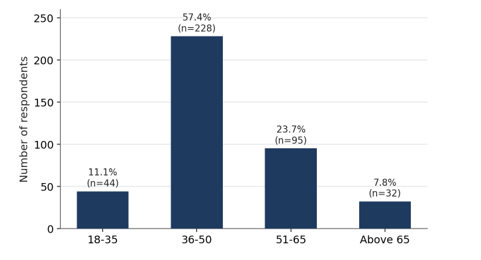 57.4%
(n=228)
11.1%
(n=44)
23.7%
(n=95)
7.8%
(n=32)
250
200
150
100
50
0
Number of respondents
18-35
36-50
51-65
Above 65